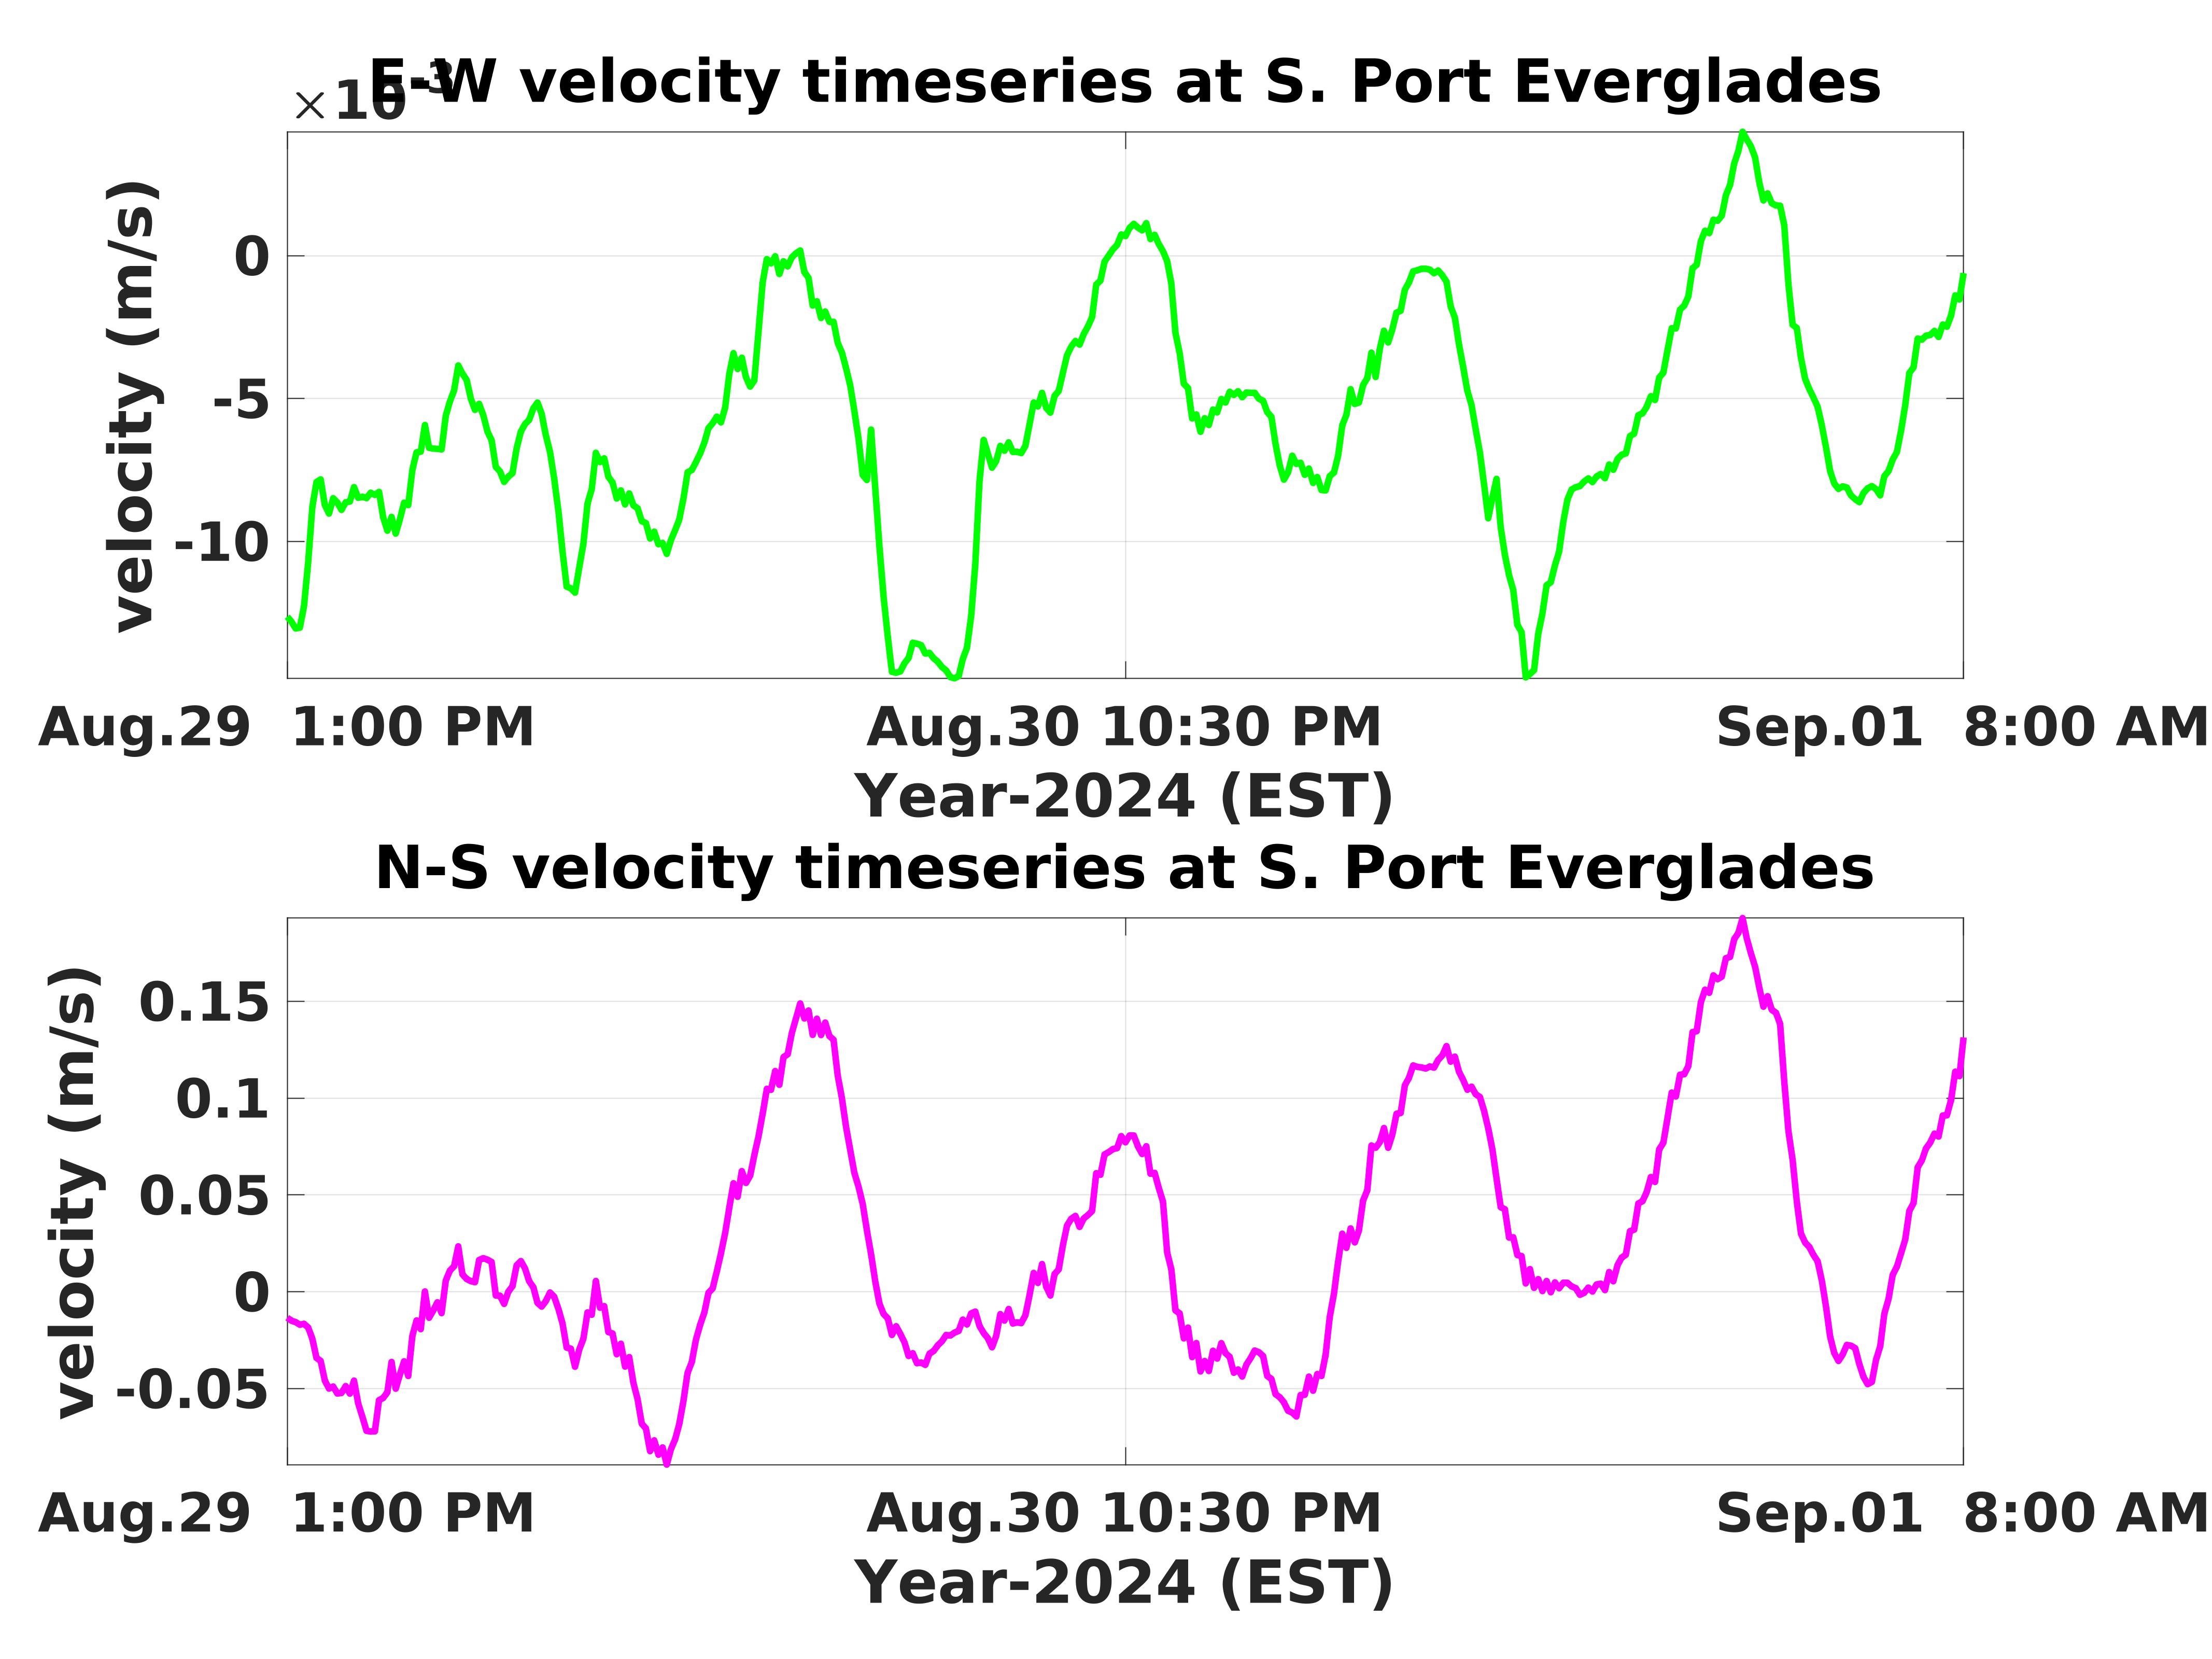 E-W velocity timeseries at S. Port Everglades
×10-3
velocity (m/s)
0
-5
-10
Aug.29 1:00 PM
Aug.30 10:30 PM
Sep.01 8:00 AM
Year-2024 (EST)
N-S velocity timeseries at S. Port Everglades
velocity (m/s)
0.15
0.1
0.05
0
-0.05
Aug.29 1:00 PM
Aug.30 10:30 PM
Sep.01 8:00 AM
Year-2024 (EST)